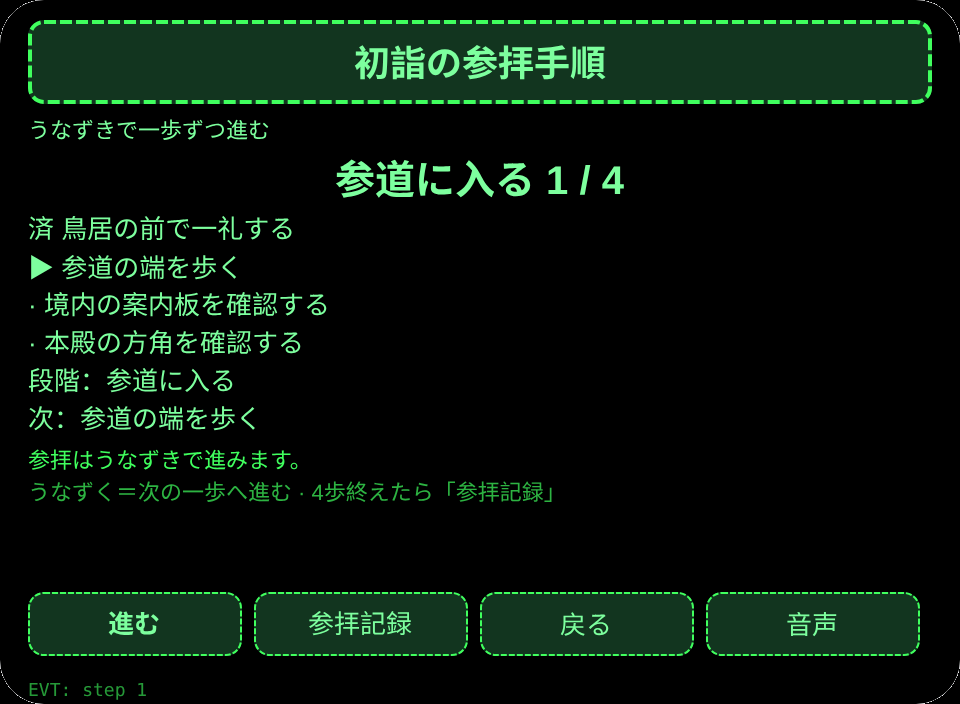 初詣の参拝手順
うなずきで一歩ずつ進む
参道に入る 1 / 4
済 鳥居の前で一礼する
▶ 参道の端を歩く
· 境内の案内板を確認する
· 本殿の方角を確認する
段階: 参道に入る
次: 参道の端を歩く
参拝はうなずきで進みます。
うなずく＝次の一歩へ進む · 4歩終えたら「参拝記録」
進む
参拝記録
戻る
音声
EVT: step 1